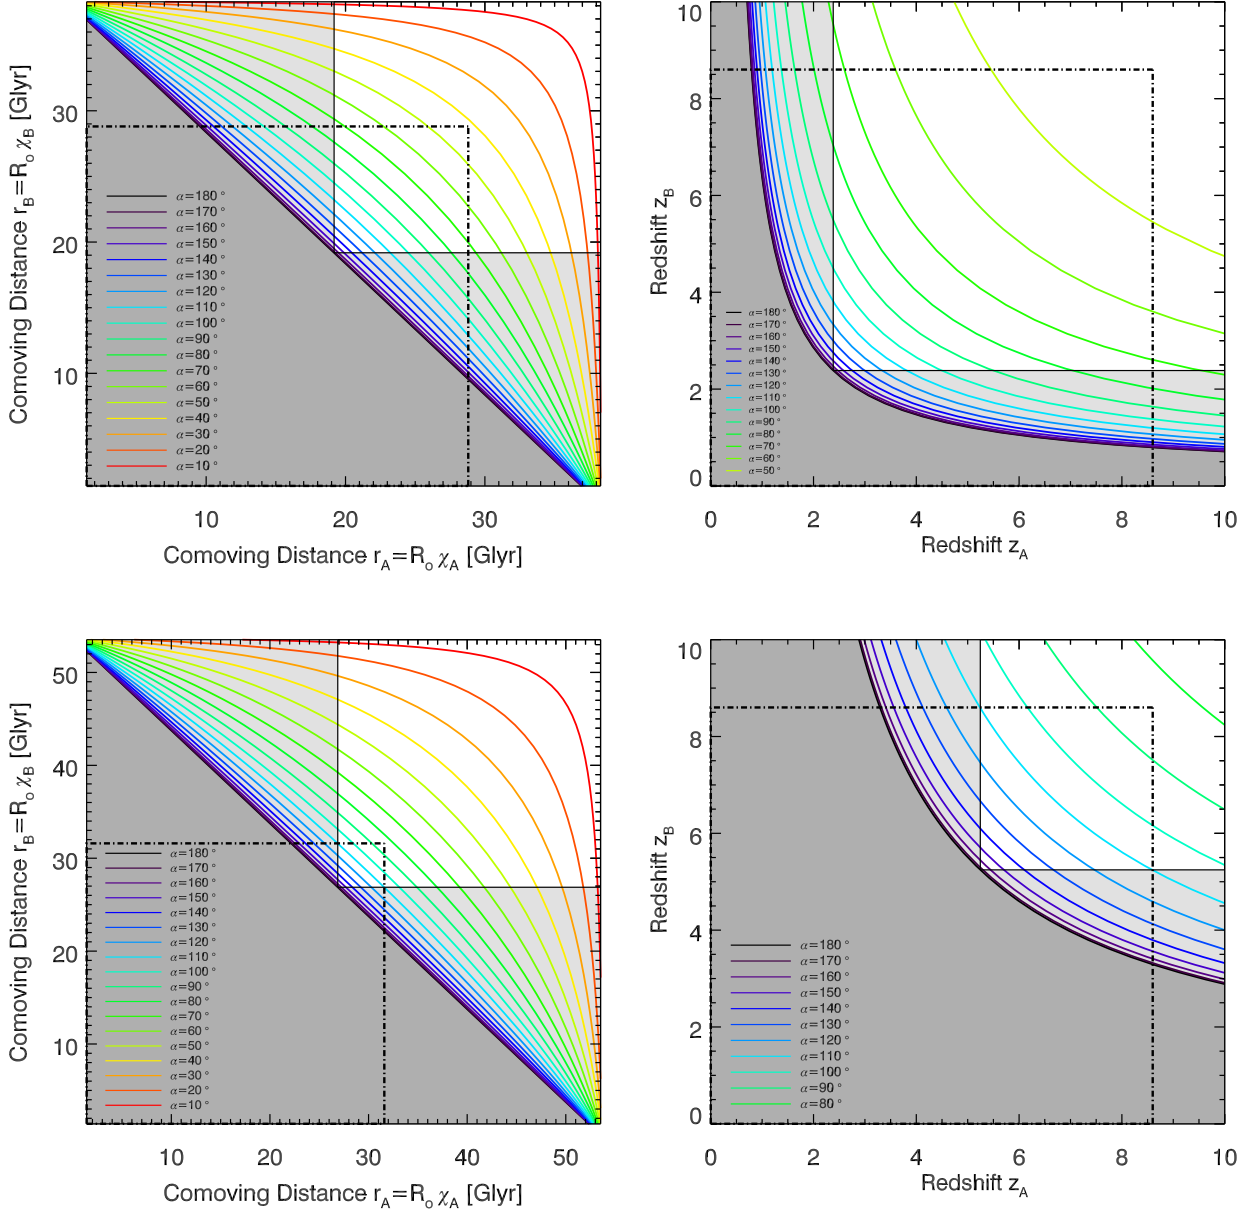 Comoving Distance r_B=R_o χ_B [Glyr]
30
20
10
α=180°
α=170°
α=160°
α=150°
α=140°
α=130°
α=120°
α=110°
α=100°
α=90°
α=80°
α=70°
α=60°
α=50°
α=40°
α=30°
α=20°
α=10°
10 20 30
Comoving Distance r_A=R_o χ_A [Glyr]
Redshift z_B
10
8
6
4
2
0
α=180°
α=170°
α=160°
α=150°
α=140°
α=130°
α=120°
α=110°
α=100°
α=90°
α=80°
α=70°
α=60°
α=50°
0 2 4 6 8 10
Redshift z_A
Comoving Distance r_B=R_o χ_B [Glyr]
50
40
30
20
10
α=180°
α=170°
α=160°
α=150°
α=140°
α=130°
α=120°
α=110°
α=100°
α=90°
α=80°
α=70°
α=60°
α=50°
α=40°
α=30°
α=20°
α=10°
10 20 30 40 50
Comoving Distance r_A=R_o χ_A [Glyr]
Redshift z_B
10
8
6
4
2
0
α=180°
α=170°
α=160°
α=150°
α=140°
α=130°
α=120°
α=110°
α=100°
α=90°
α=80°
0 2 4 6 8 10
Redshift z_A